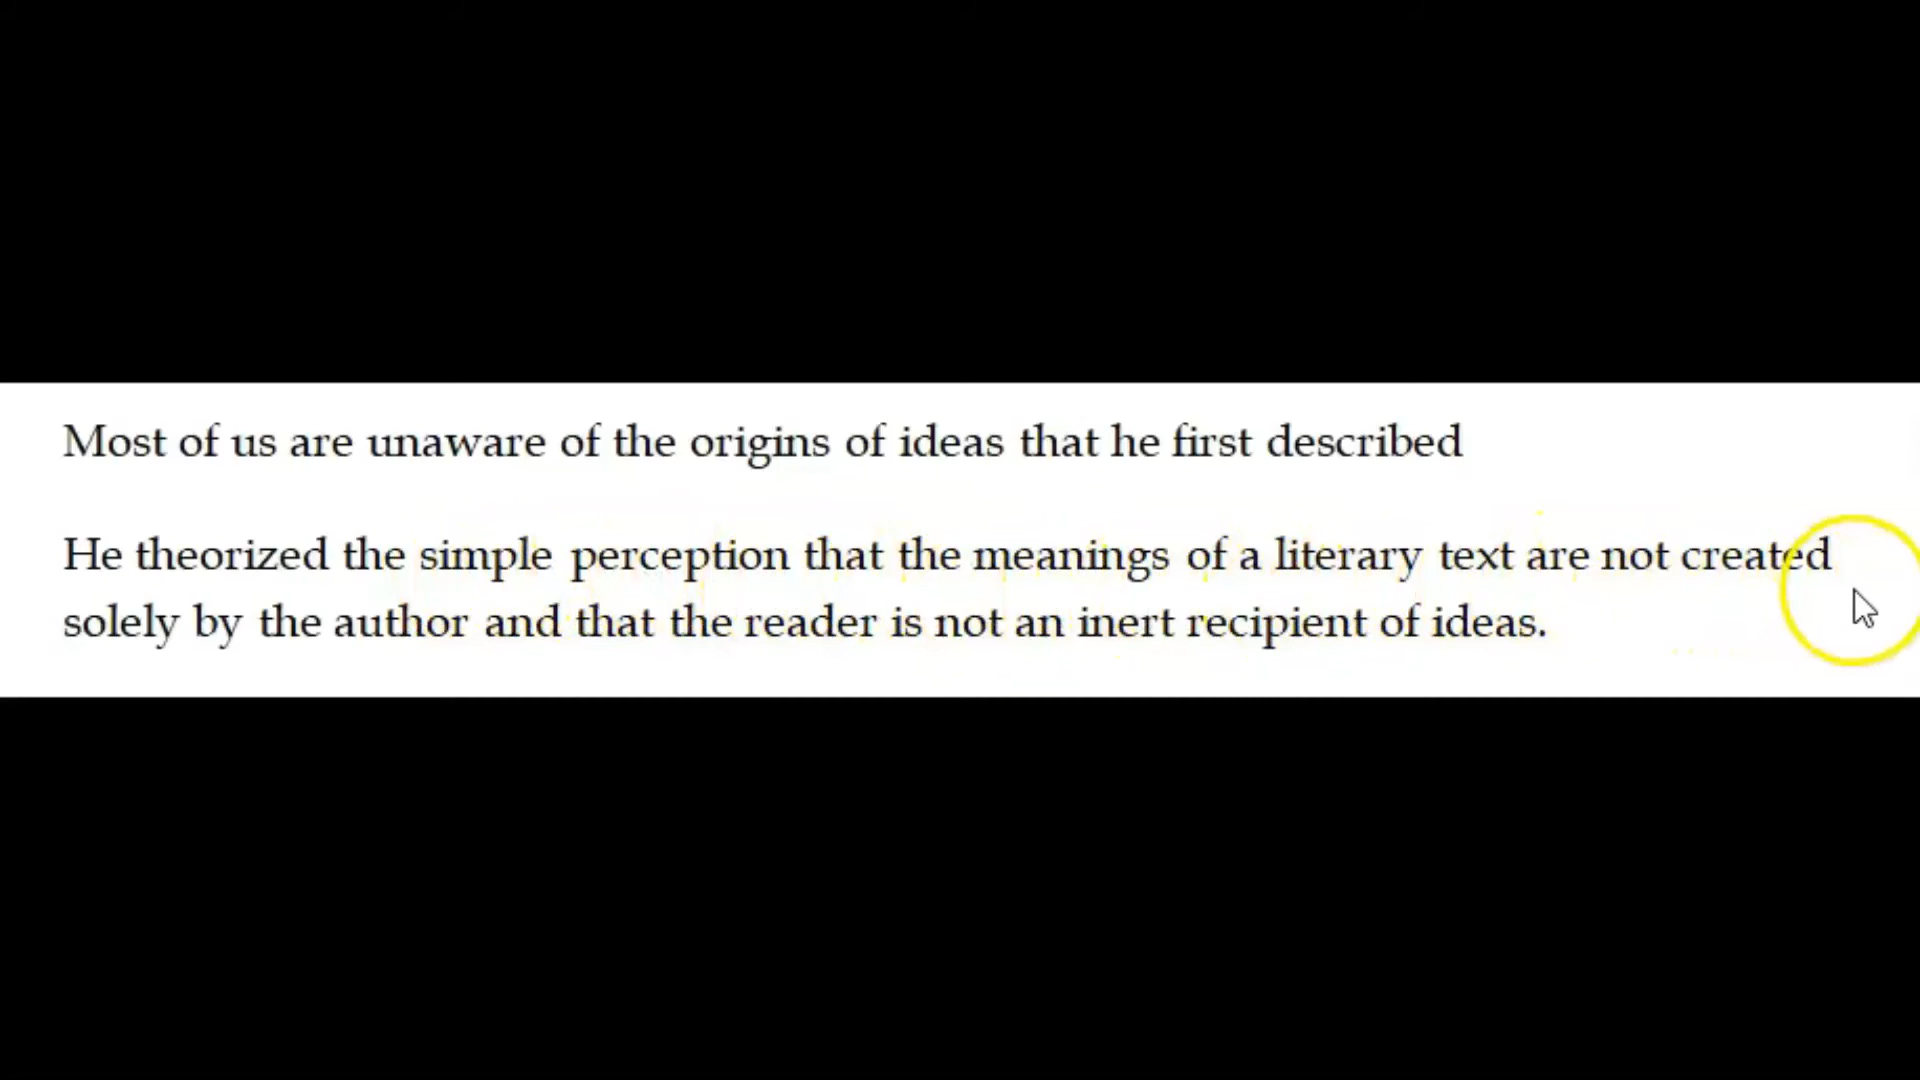 Most of us are unaware of the origins of ideas that he first described
He theorized the simple perception that the meanings of a literary text are not created
solely by the author and that the reader is not an inert recipient of ideas.